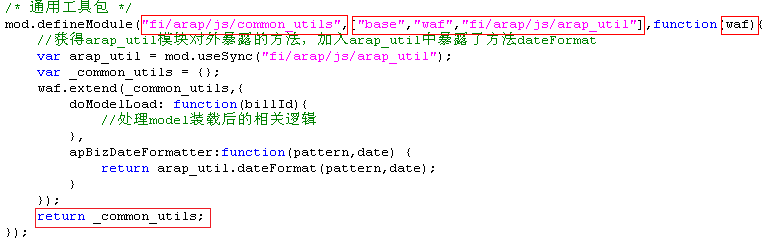 /* 通用工具包 */
mod.defineModule("fi/arap/js/common_utils",["base","waf","fi/arap/js/arap_util"],function(waf){
//获得arap_util模块对外暴露的方法，加入arap_util中暴露了方法dateFormat
var arap_util = mod.useSync("fi/arap/js/arap_util");
var _common_utils = {};
waf.extend(_common_utils,{
doModelLoad: function(billId){
//处理model装载后的相关逻辑
},
apBizDateFormatter:function(pattern,date) {
return arap_util.dateFormat(pattern,date);
}
});
return _common_utils;
});